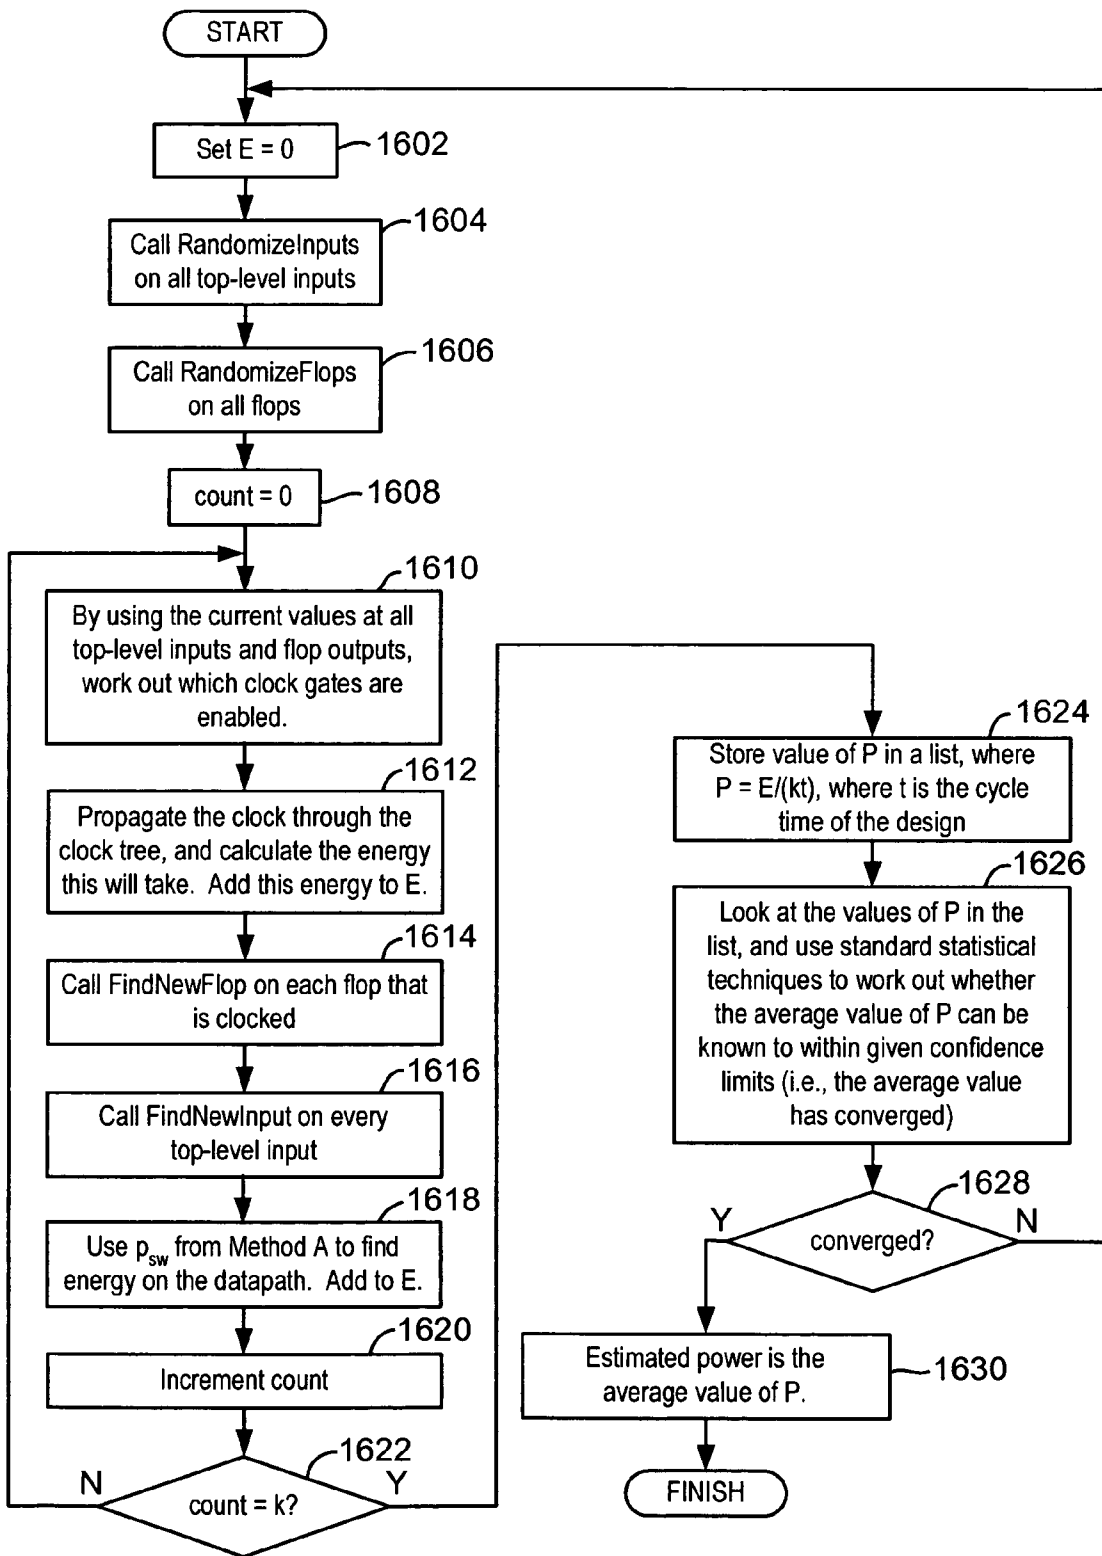 START
Set E = 0
1602
1604
Call RandomizeInputs
on all top-level inputs
1606
Call RandomizeFlops
on all flops
count = 0
1608
1610
By using the current values at all
top-level inputs and flop outputs,
work out which clock gates are
enabled.
1612
Propagate the clock through the
clock tree, and calculate the energy
this will take. Add this energy to E.
1614
Call FindNewFlop on each flop that
is clocked
1616
Call FindNewInput on every
top-level input
1618
Use psw from Method A to find
energy on the datapath. Add to E.
1620
Increment count
1622
N
count = k?
Y
1624
Store value of P in a list, where
P = E/(kt), where t is the cycle
time of the design
1626
Look at the values of P in the
list, and use standard statistical
techniques to work out whether
the average value of P can be
known to within given confidence
limits (i.e., the average value
has converged)
1628
Y
converged?
N
Estimated power is the
average value of P.
1630
FINISH